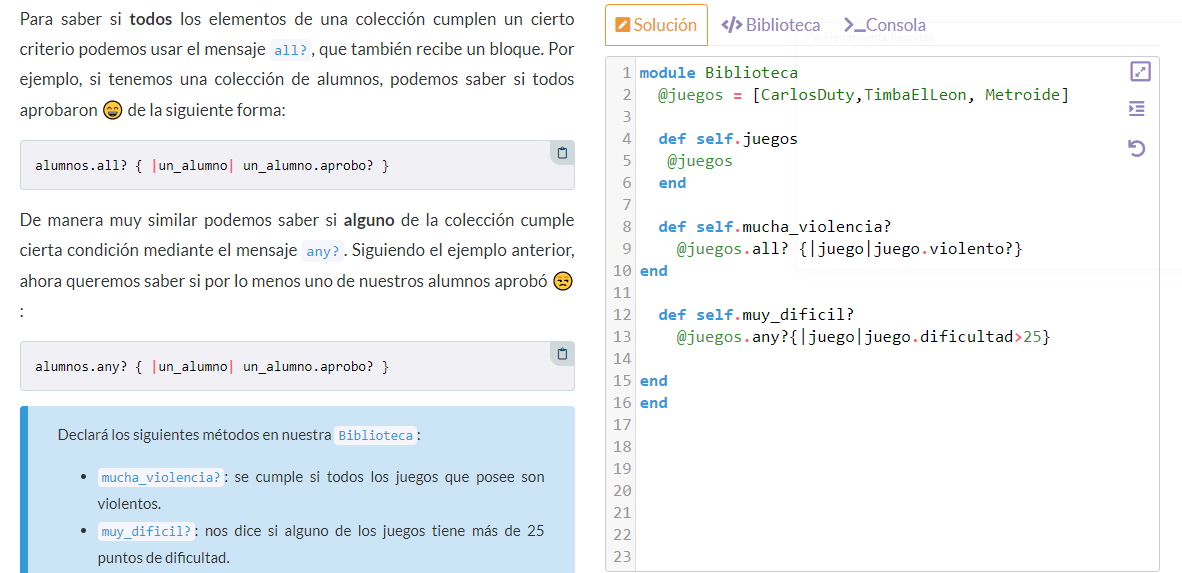 Para saber si todos los elementos de una colección cumplen un cierto
criterio podemos usar el mensaje all?, que también recibe un bloque. Por
ejemplo, si tenemos una colección de alumnos, podemos saber si todos
aprobaron 😄 de la siguiente forma:
alumnos.all? { |un_alumno| un_alumno.aprobo? }
De manera muy similar podemos saber si alguno de la colección cumple
cierta condición mediante el mensaje any?. Siguiendo el ejemplo anterior,
ahora queremos saber si por lo menos uno de nuestros alumnos aprobó 😒
:
alumnos.any? { |un_alumno| un_alumno.aprobo? }
Declará los siguientes métodos en nuestra Biblioteca:
• mucha_violencia?: se cumple si todos los juegos que posee son
violentos.
• muy_dificil?: nos dice si alguno de los juegos tiene más de 25
puntos de dificultad.
Solución </> Biblioteca >_Consola
1 module Biblioteca
2   @juegos = [CarlosDuty,TimbaElLeon, Metroide]
3
4   def self.juegos
5    @juegos
6   end
7
8   def self.mucha_violencia?
9     @juegos.all? {|juego|juego.violento?}
10 end
11
12   def self.muy_dificil?
13     @juegos.any?{|juego|juego.dificultad>25}
14
15 end
16 end
17
18
19
20
21
22
23